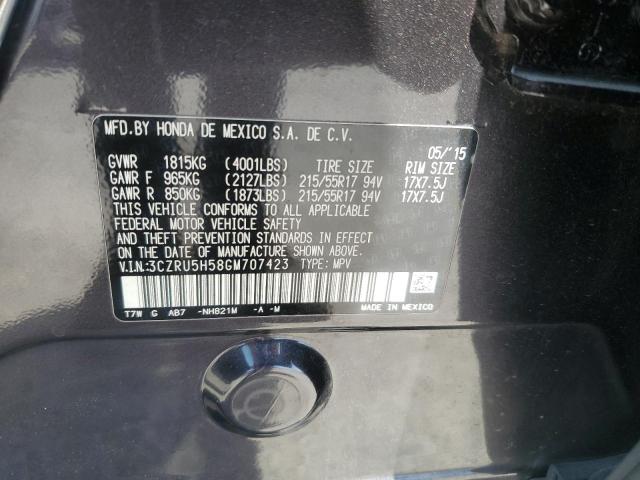 MFD.BY HONDA DE MEXICO S.A. DE C.V.
05/'15
GVWR 1815KG (4001LBS) TIRE SIZE RIM SIZE
GAWR F 965KG (2127LBS) 215/55R17 94V 17X7.5J
GAWR R 850KG (1873LBS) 215/55R17 94V 17X7.5J
THIS VEHICLE CONFORMS TO ALL APPLICABLE
FEDERAL MOTOR VEHICLE SAFETY
AND THEFT PREVENTION STANDARDS IN EFFECT
ON THE DATE OF MANUFACTURE SHOWN ABOVE.
V.I.N:3CZRU5H58GM707423 TYPE: MPV
T7W G AB7 -NH821M -A -M MADE IN MEXICO